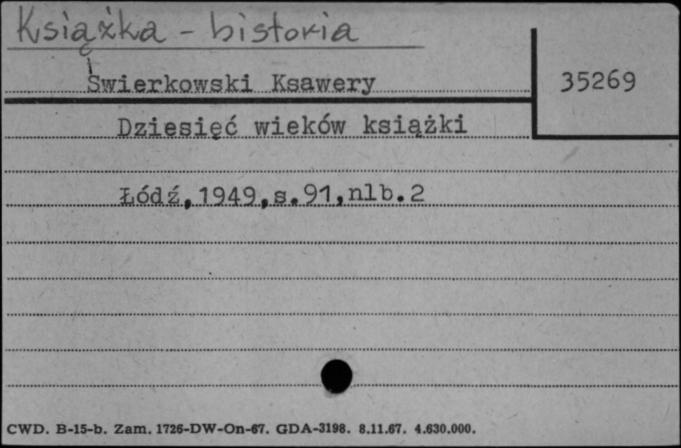 Książka - historia
Świerkowski Ksawery
35269
Dziesięć wieków książki
Łódź, 1949, s. 91, nlb. 2
CWD. B-15-b. Zam. 1726-DW-On-67. GDA-3198. 8.11.67. 4.630.000.